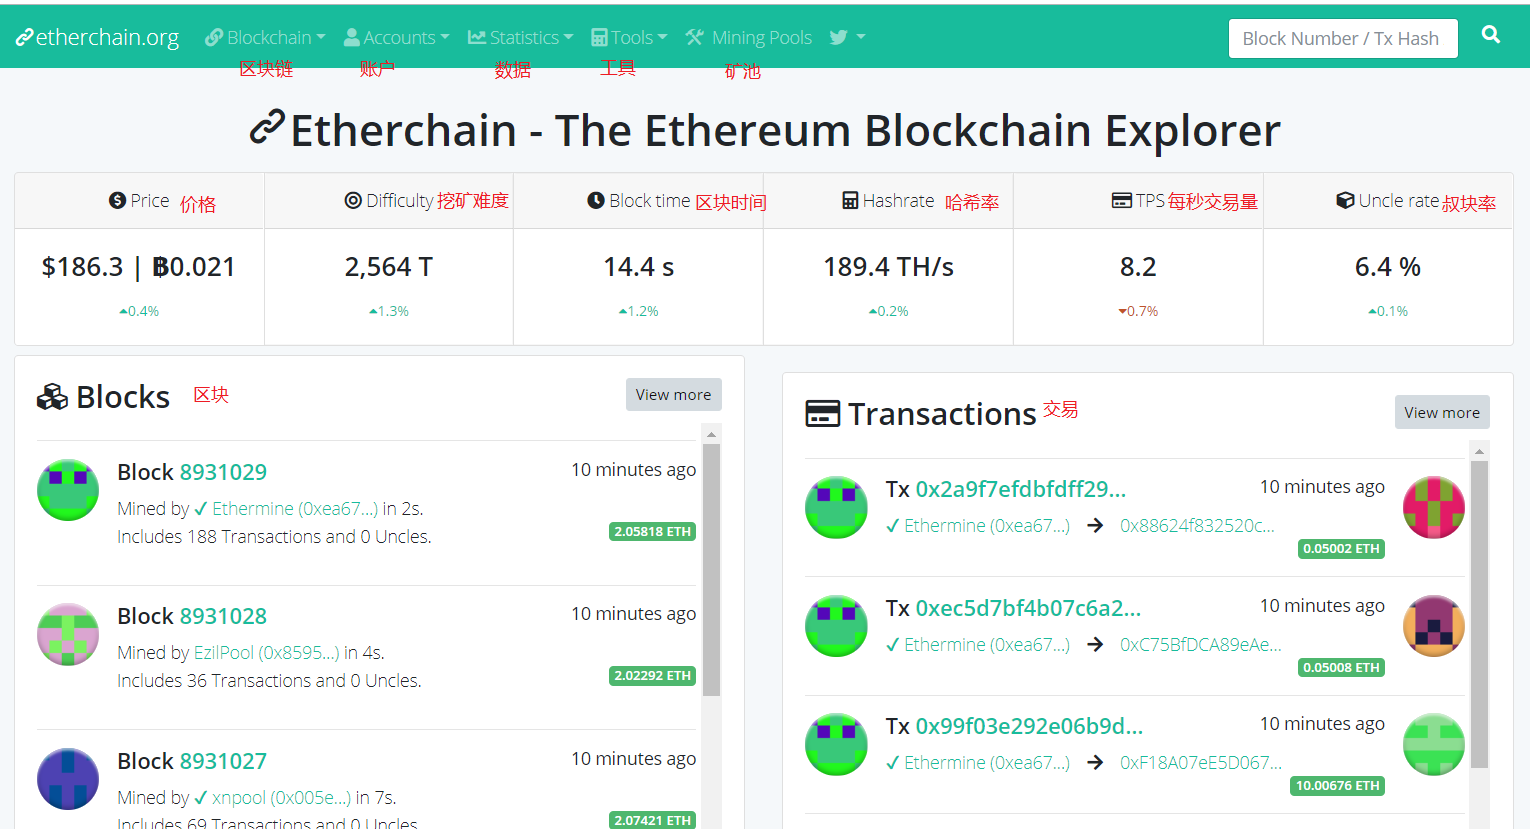 etherchain.org Blockchain Accounts Statistics Tools Mining Pools Block Number / Tx Hash
区块链 账户 数据 工具 矿池
Etherchain - The Ethereum Blockchain Explorer
Price 价格 Difficulty 挖矿难度 Block time 区块时间 Hashrate 哈希率 TPS 每秒交易量 Uncle rate 叔块率
$186.3 | ฿0.021 2,564 T 14.4 s 189.4 TH/s 8.2 6.4 %
0.4% 1.3% 1.2% 0.2% 0.7% 0.1%
Blocks 区块 View more
Block 8931029 10 minutes ago
Mined by ✓ Ethermine (0xea67...) in 2s.
Includes 188 Transactions and 0 Uncles. 2.05818 ETH
Block 8931028 10 minutes ago
Mined by EzilPool (0x8595...) in 4s.
Includes 36 Transactions and 0 Uncles. 2.02292 ETH
Block 8931027 10 minutes ago
Mined by ✓ xnpool (0x005e...) in 7s.
Includes 69 Transactions and 0 Uncles. 2.07421 ETH
Transactions 交易 View more
Tx 0x2a9f7efdbfdff29... 10 minutes ago
✓ Ethermine (0xea67...) → 0x88624f832520c...
0.05002 ETH
Tx 0xec5d7bf4b07c6a2... 10 minutes ago
✓ Ethermine (0xea67...) → 0xC75BfDCA89eAe...
0.05008 ETH
Tx 0x99f03e292e06b9d... 10 minutes ago
✓ Ethermine (0xea67...) → 0xF18A07eE5D067...
10.00676 ETH